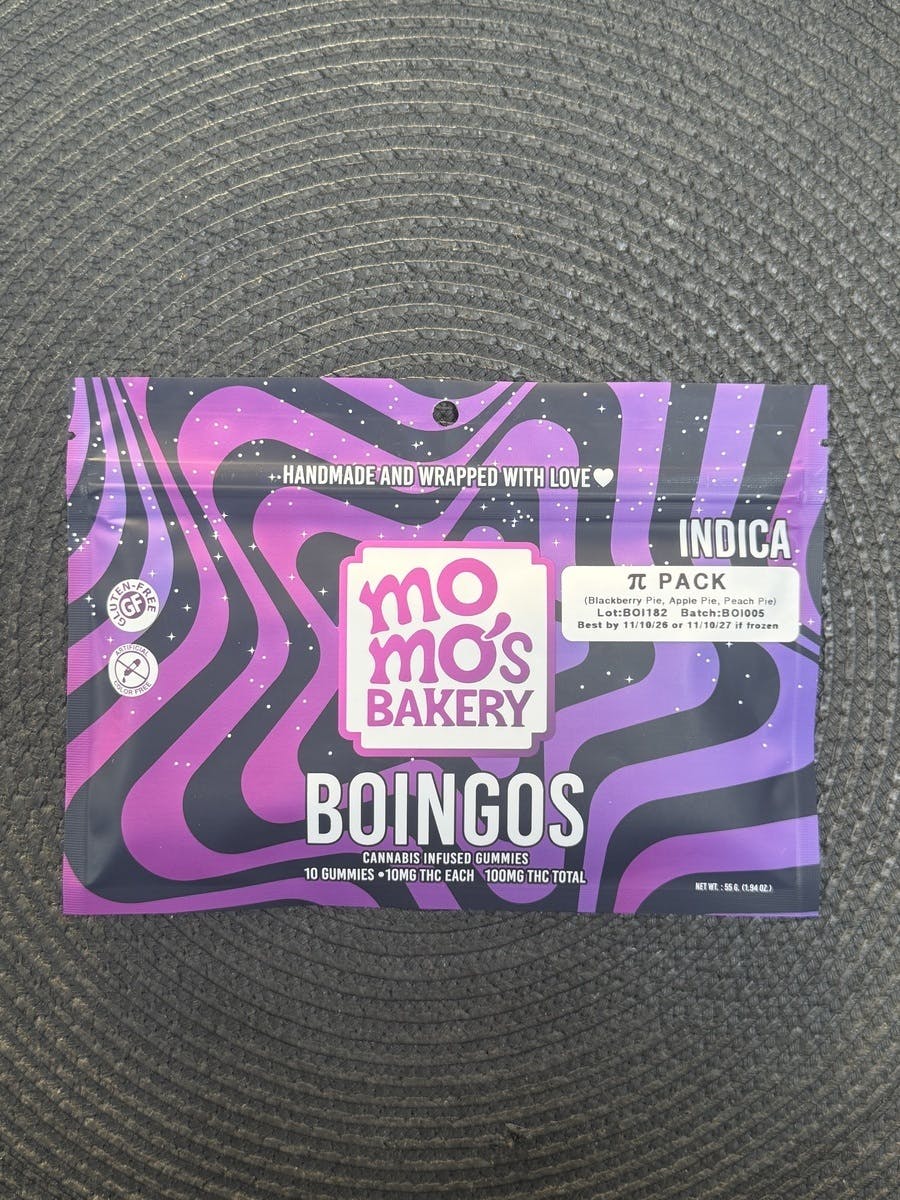 HANDMADE AND WRAPPED WITH LOVE
INDICA
π PACK
(Blackberry Pie, Apple Pie, Peach Pie)
Lot:BOI182 Batch:BOI005
Best by 11/10/26 or 11/10/27 if frozen
GLUTEN-FREE
GF
ARTIFICIAL
COLOR FREE
mo
mo's
BAKERY
BOINGOS
CANNABIS INFUSED GUMMIES
10 GUMMIES • 10MG THC EACH 100MG THC TOTAL
NET WT. : 55 G. (1.94 OZ.)